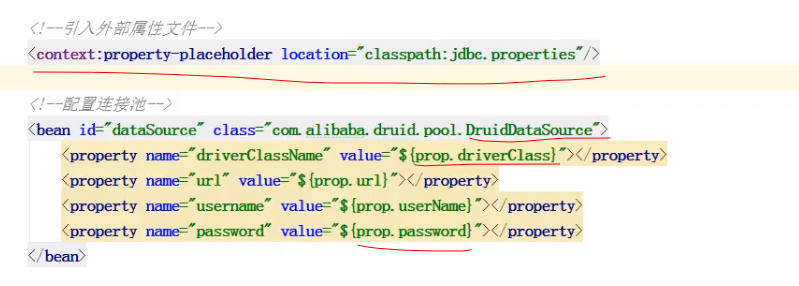 <!--引入外部属性文件-->
<context:property-placeholder location="classpath:jdbc.properties"/>
<!--配置连接池-->
<bean id="dataSource" class="com.alibaba.druid.pool.DruidDataSource">
<property name="driverClassName" value="${prop.driverClass}"></property>
<property name="url" value="${prop.url}"></property>
<property name="username" value="${prop.userName}"></property>
<property name="password" value="${prop.password}"></property>
</bean>